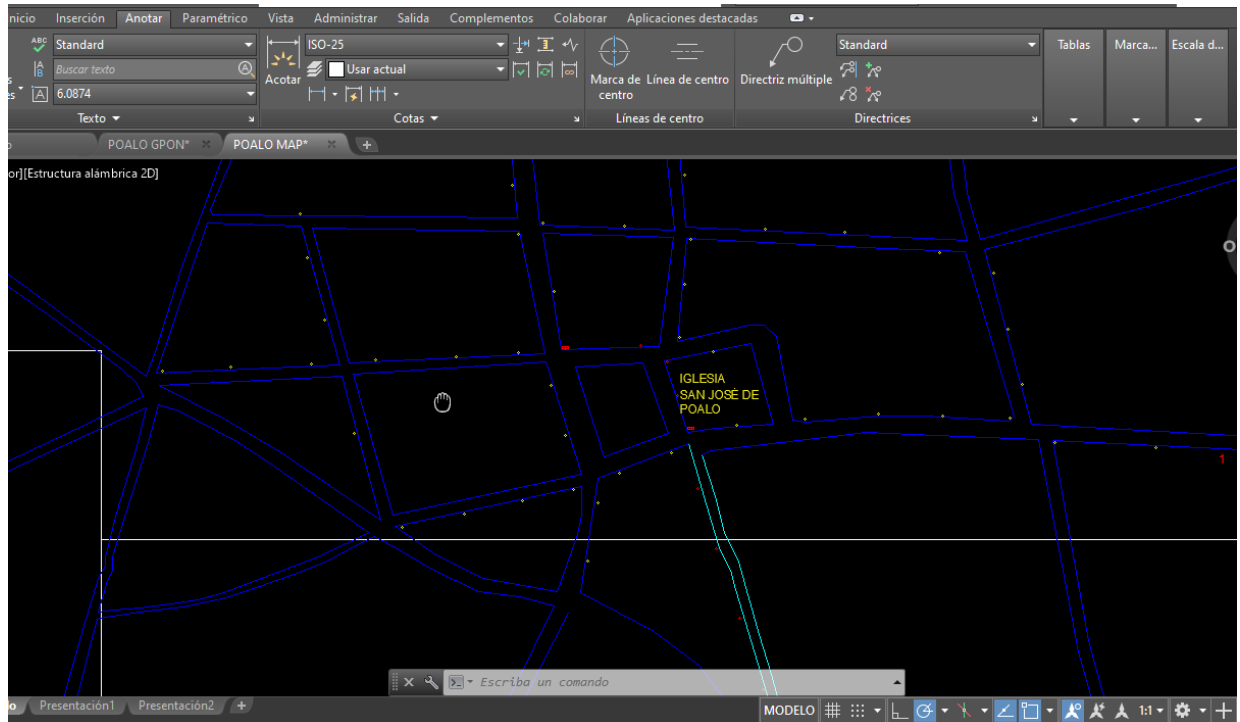 nicio Inserción Anotar Paramétrico Vista Administrar Salida Complementos Colaborar Aplicaciones destacadas
ABC Standard
Buscar texto
6.0874
Texto
Acotar
ISO-25
Usar actual
Cotas
Marca de centro
Línea de centro
Líneas de centro
Directriz múltiple
Standard
Directrices
Tablas
Marca...
Escala d...
POALO GPON*
POALO MAP*
or][Estructura alámbrica 2D]
IGLESIA
SAN JOSÉ DE
POALO
1
Escriba un comando
lo Presentación1 Presentación2 +
MODELO 1:1